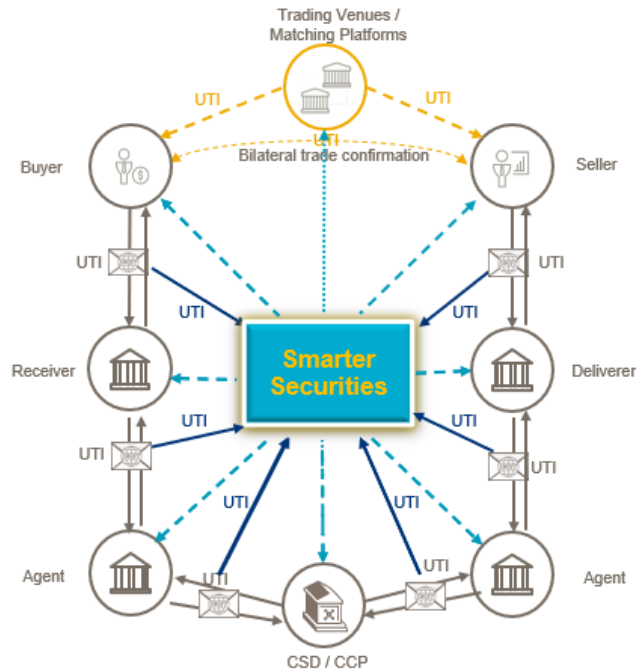 Trading Venues /
Matching Platforms
UTI
UTI
UTI
Bilateral trade confirmation
Buyer
Seller
UTI
UTI
UTI
UTI
Smarter
Securities
Receiver
Deliverer
UTI
UTI
UTI
UTI
UTI
UTI
UTI
UTI
Agent
Agent
CSD / CCP